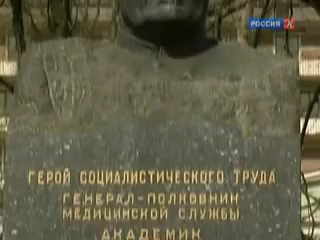 РОССИЯ К
ГЕРОЙ СОЦИАЛИСТИЧЕСКОГО ТРУДА
ГЕНЕРАЛ-ПОЛКОВНИК
МЕДИЦИНСКОЙ СЛУЖБЫ
АКАДЕМИК